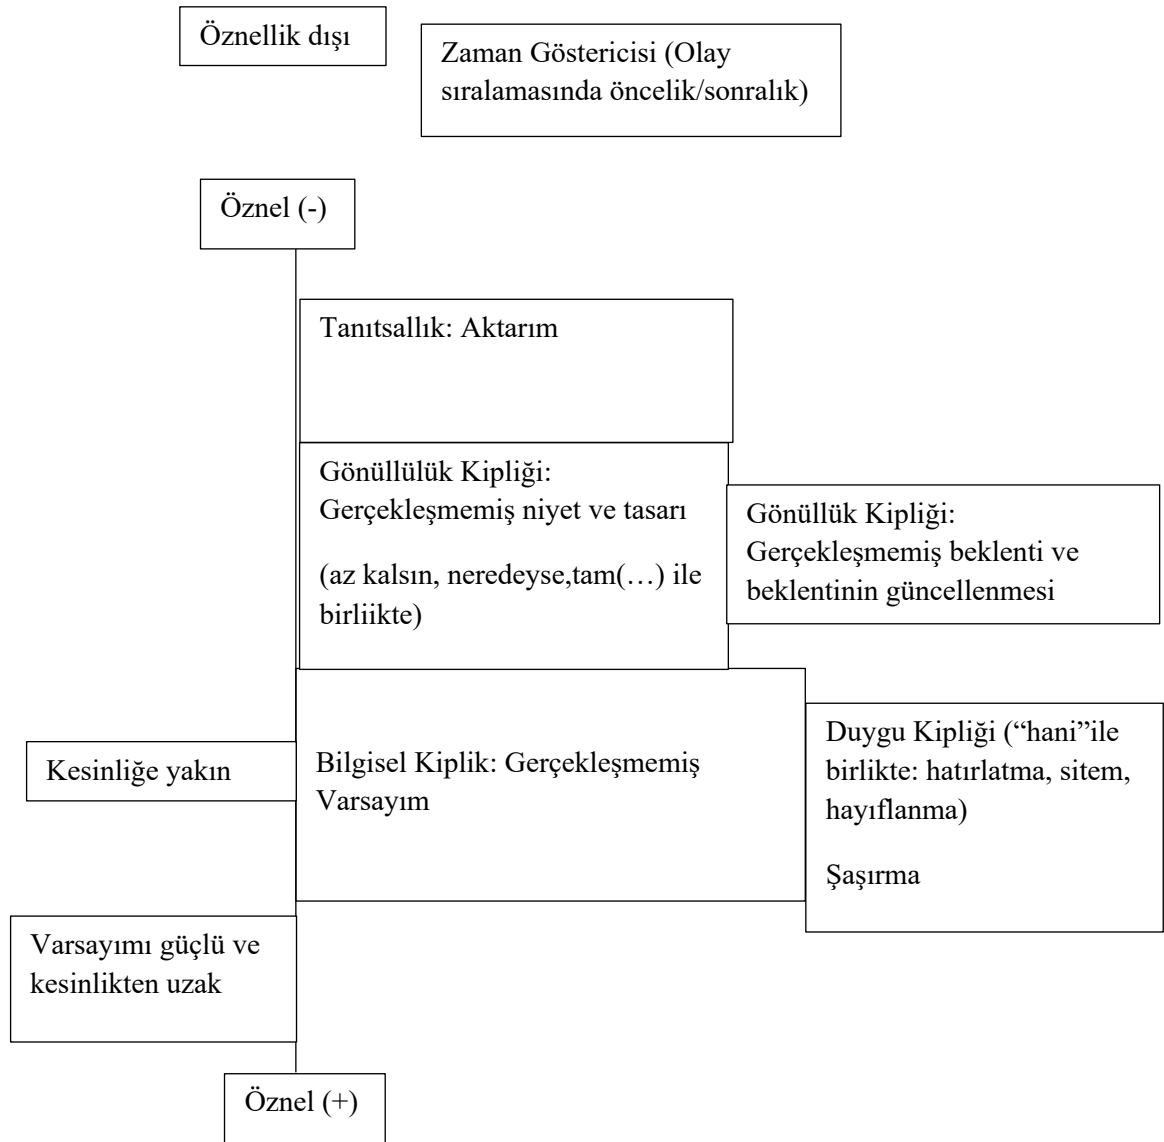 Öznellik dışı
Zaman Göstericisi (Olay
sıralamasında öncelik/sonralık)
Öznel (-)
Tanıtsallık: Aktarım
Gönüllülük Kipliği:
Gerçekleşmemiş niyet ve tasarı
(az kalsın, neredeyse,tam(…) ile
birliikte)
Gönüllük Kipliği:
Gerçekleşmemiş beklenti ve
beklentinin güncellenmesi
Kesinliğe yakın
Bilgisel Kiplik: Gerçekleşmemiş
Varsayım
Duygu Kipliği (“hani”ile
birlikte: hatırlatma, sitem,
hayıflanma)
Şaşırma
Varsayımı güçlü ve
kesinlikten uzak
Öznel (+)